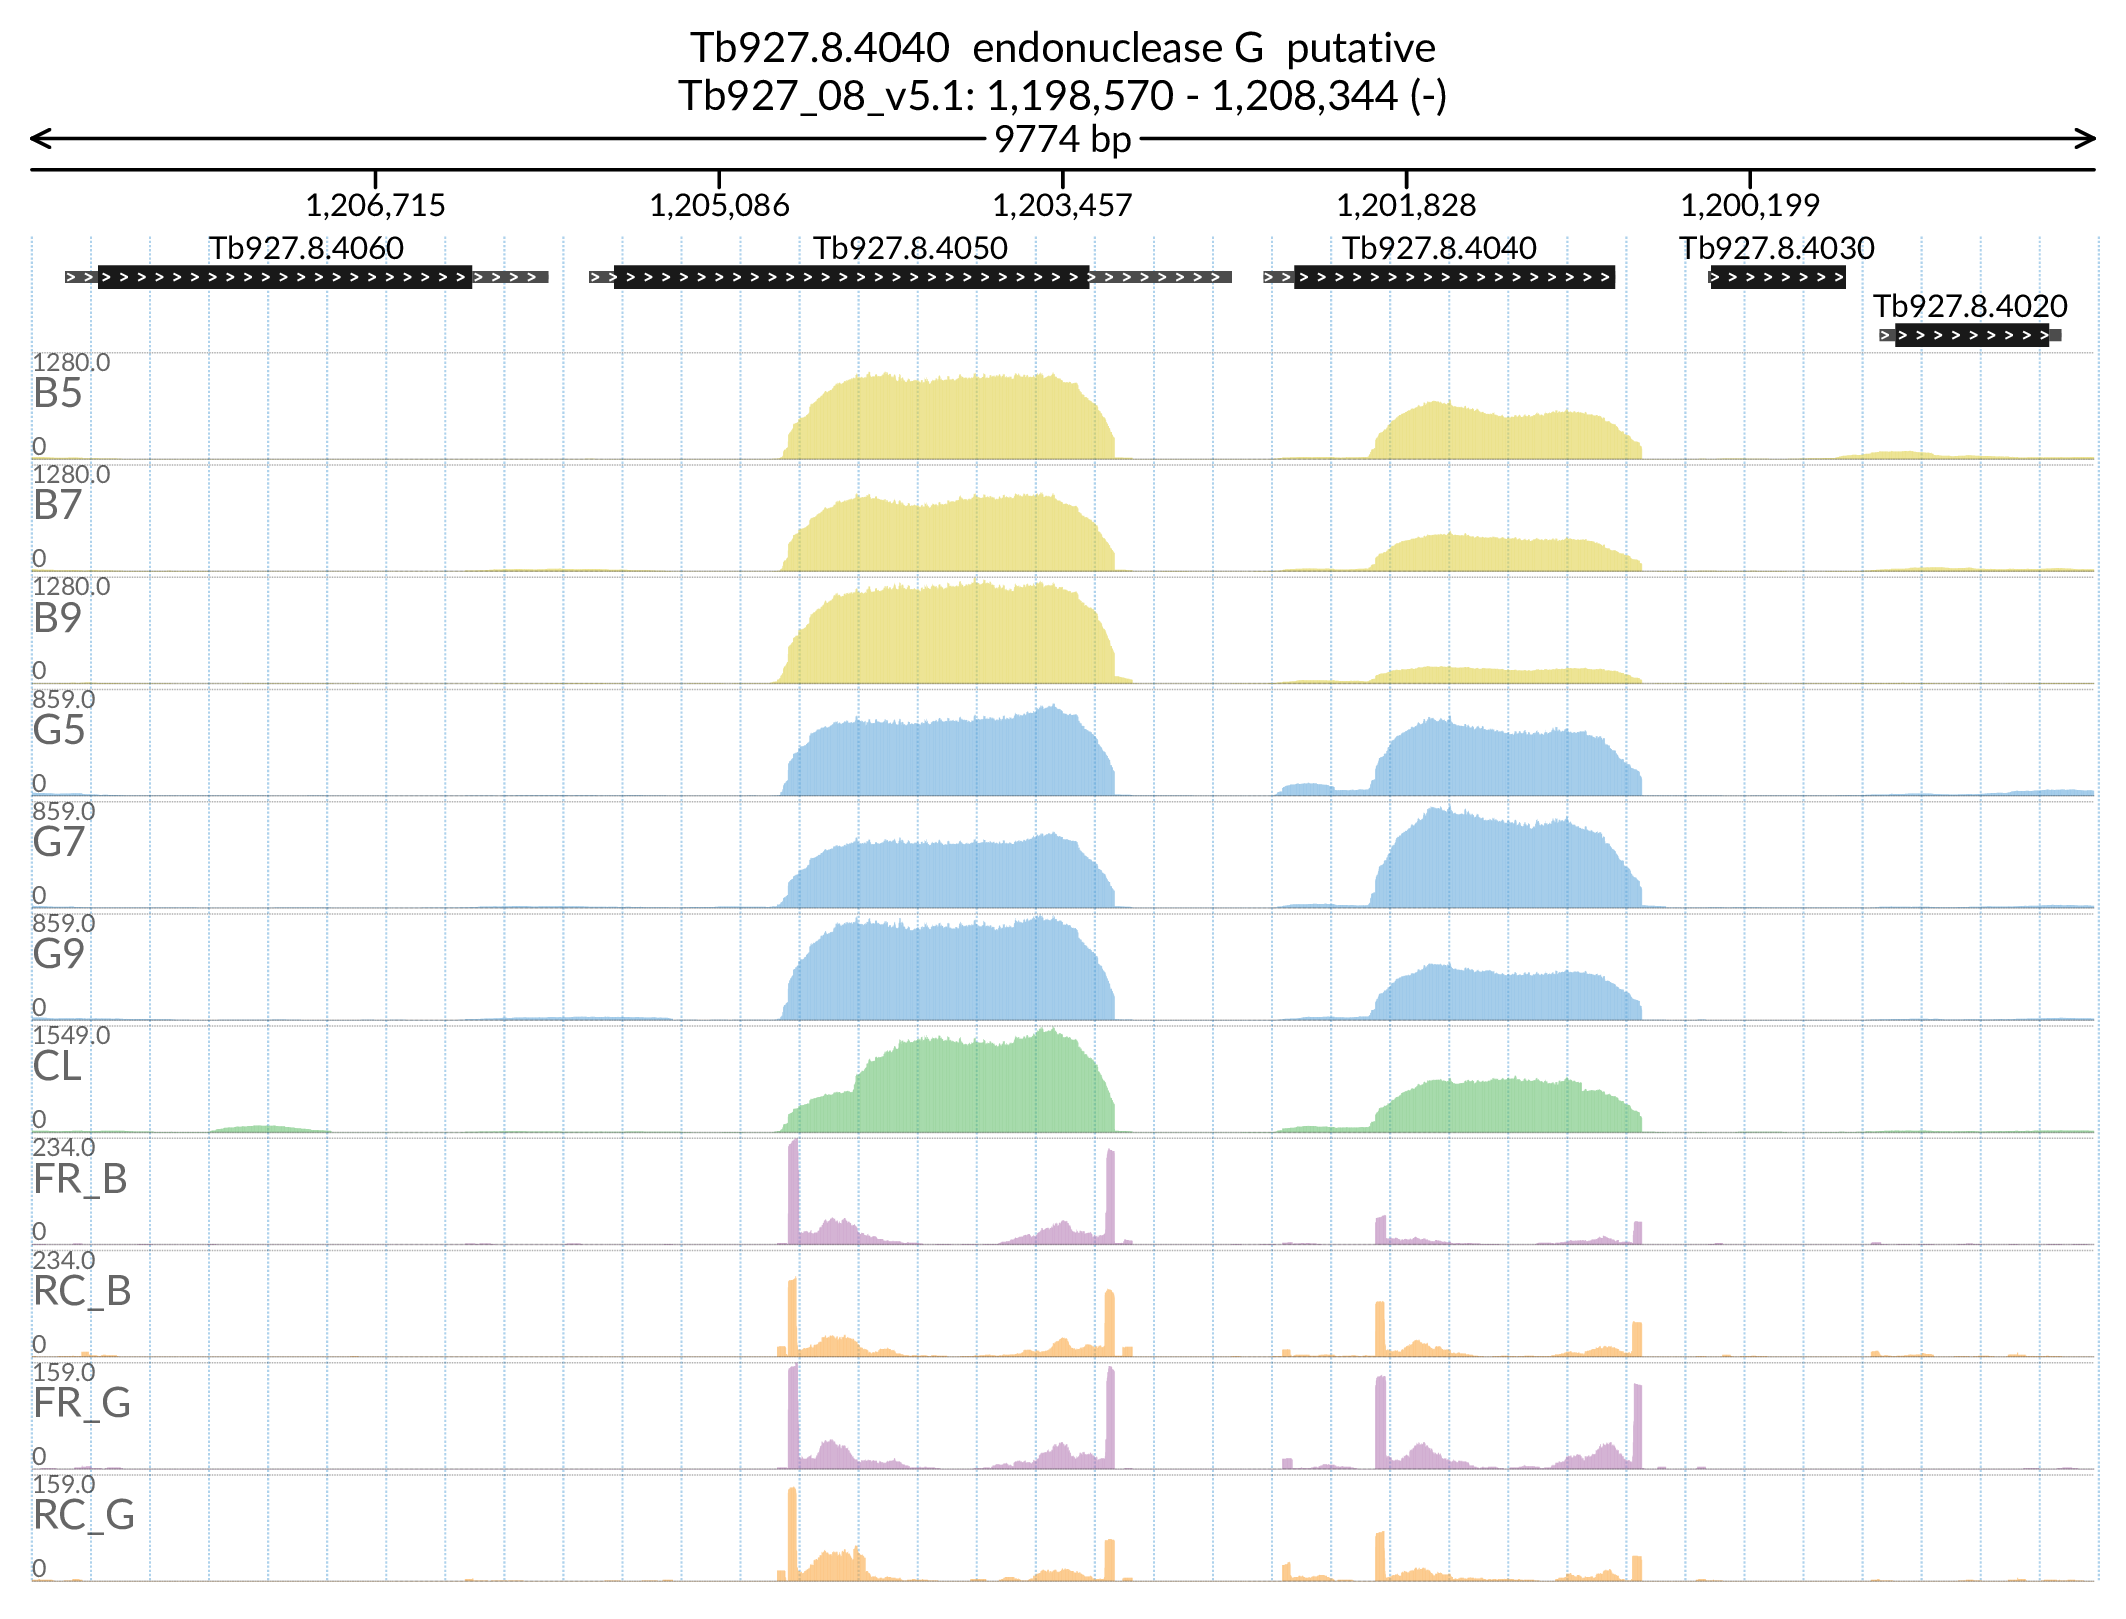 Tb927.8.4040 endonuclease G putative
Tb927_08_v5.1: 1,198,570 - 1,208,344 (-)
9774 bp
1,206,715 1,205,086 1,203,457 1,201,828 1,200,199
Tb927.8.4060 Tb927.8.4050 Tb927.8.4040 Tb927.8.4030
Tb927.8.4020
1280.0
B5
0
1280.0
B7
0
1280.0
B9
0
859.0
G5
0
859.0
G7
0
859.0
G9
0
1549.0
CL
0
234.0
FR_B
0
234.0
RC_B
0
159.0
FR_G
0
159.0
RC_G
0